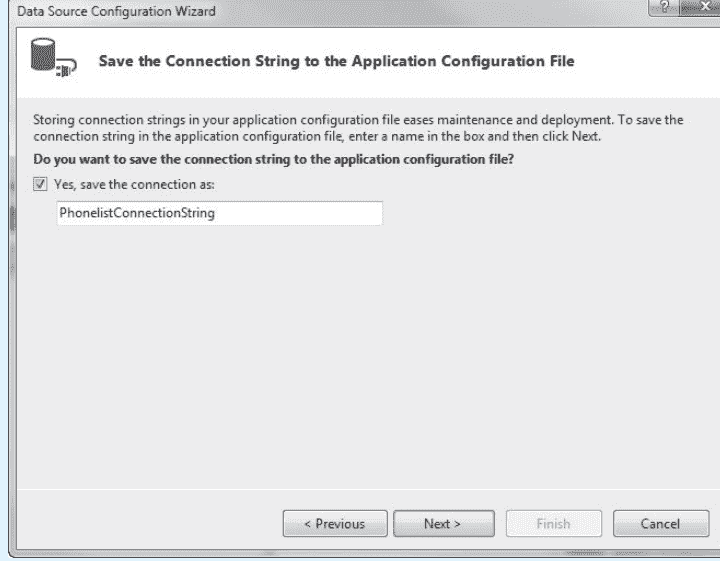 Data Source Configuration Wizard
? X
Save the Connection String to the Application Configuration File
Storing connection strings in your application configuration file eases maintenance and deployment. To save the
connection string in the application configuration file, enter a name in the box and then click Next.
Do you want to save the connection string to the application configuration file?
Yes, save the connection as:
PhonelistConnectionString
< Previous Next > Finish Cancel